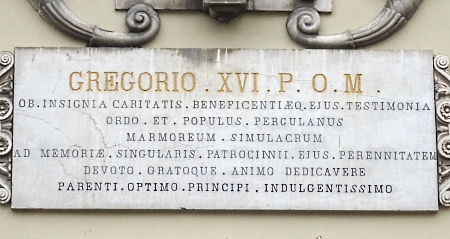 GREGORIO . XVI . P . O . M .
OB . INSIGNIA CARITATIS . BENEFICENTIÆQ . EJUS . TESTIMONIA
ORDO . ET . POPULUS . PERGULANUS
MARMOREUM . SIMULACRUM
AD MEMORIÆ . SINGULARIS . PATROCINII . EJUS . PERENNITATEM
DEVOTO . GRATOQUE . ANIMO DEDICAVERE
PARENTI . OPTIMO . PRINCIPI . INDULGENTISSIMO